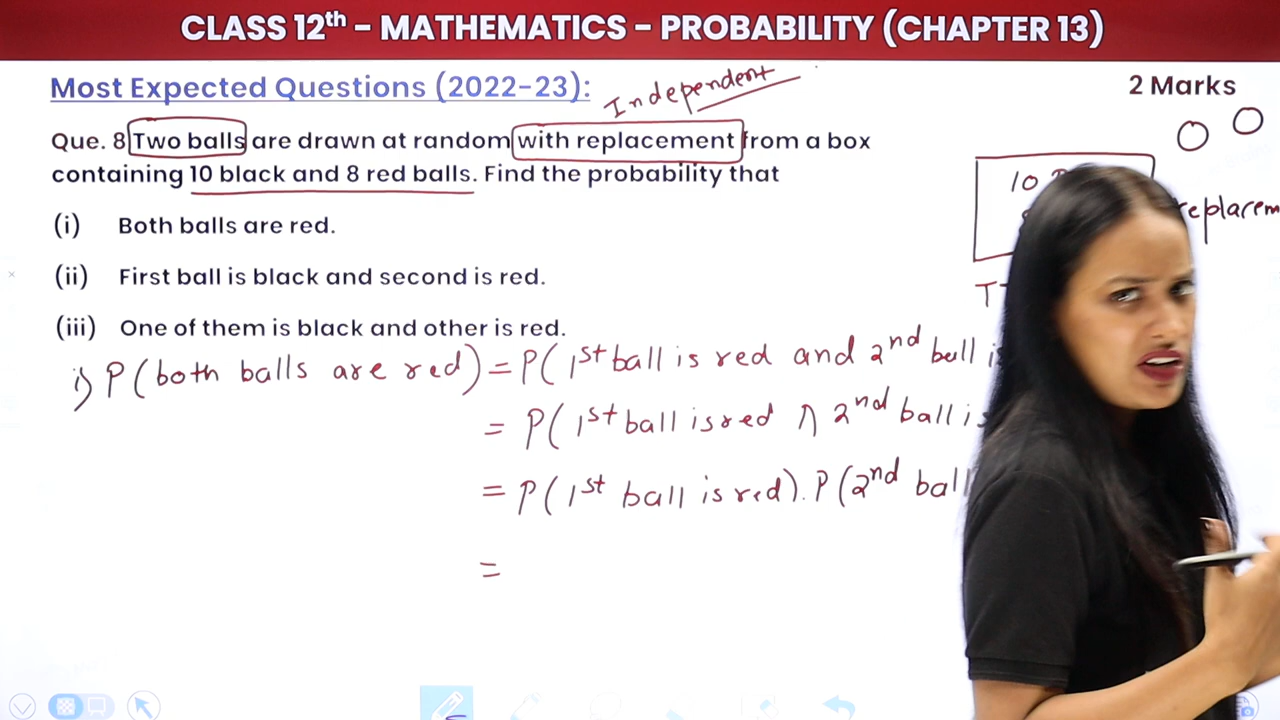 CLASS 12th - MATHEMATICS - PROBABILITY (CHAPTER 13)
Most Expected Questions (2022-23):
Independent
2 Marks
Que. 8 Two balls are drawn at random with replacement from a box
containing 10 black and 8 red balls. Find the probability that
10
(i) Both balls are red.
(ii) First ball is black and second is red.
(iii) One of them is black and other is red.
i) P(both balls are red) = P(1st ball is red and 2nd ball
= P(1st ball is red ∩ 2nd ball
= P(1st ball is red). P(2nd ball
=